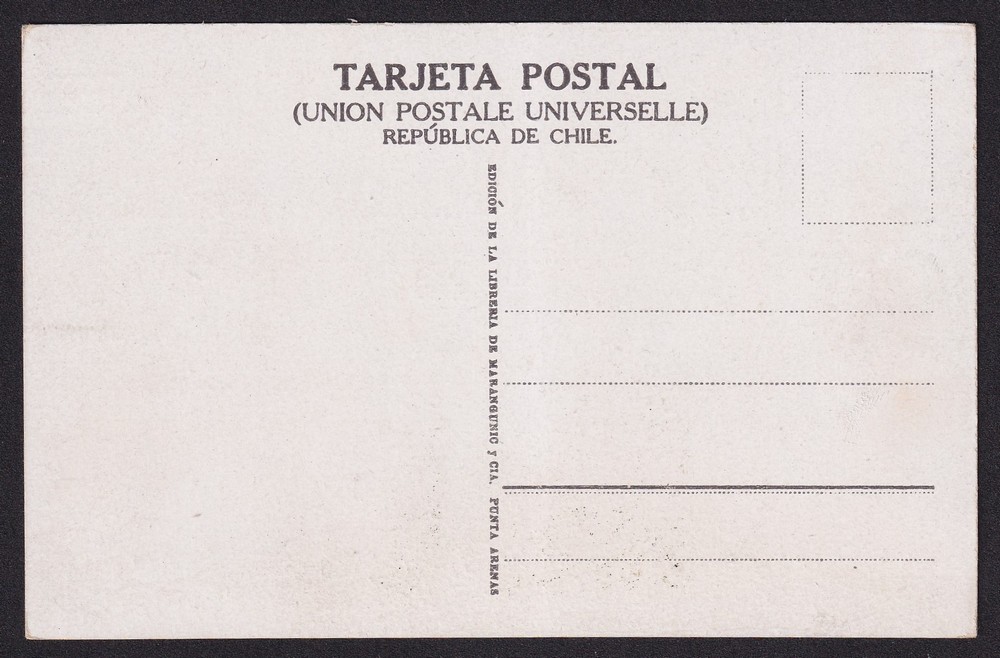 TARJETA POSTAL
(UNION POSTALE UNIVERSELLE)
REPÚBLICA DE CHILE.
EDICIÓN DE LA LIBRERIA DE MARANGUNIC y CIA. PUNTA ARENAS